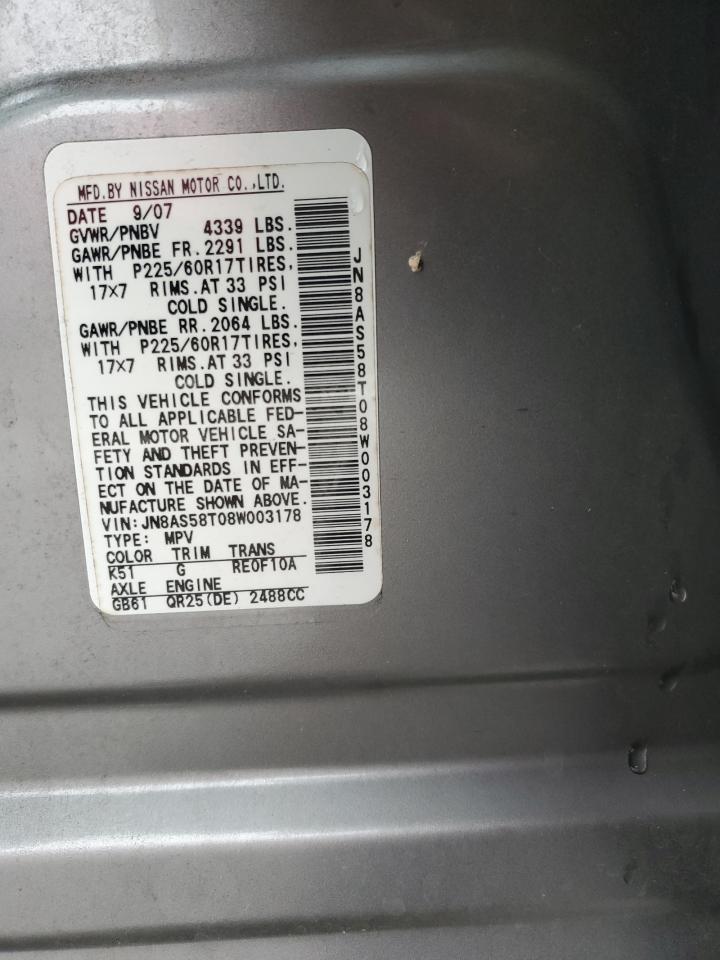 MFD.BY NISSAN MOTOR CO.,LTD.
DATE 9/07
GVWR/PNBV 4339 LBS.
GAWR/PNBE FR.2291 LBS.
WITH P225/60R17TIRES,
17×7 RIMS.AT 33 PSI
COLD SINGLE.
GAWR/PNBE RR.2064 LBS.
WITH P225/60R17TIRES,
17×7 RIMS.AT 33 PSI
COLD SINGLE.
THIS VEHICLE CONFORMS
TO ALL APPLICABLE FED-
ERAL MOTOR VEHICLE SA-
FETY AND THEFT PREVEN-
TION STANDARDS IN EFF-
ECT ON THE DATE OF MA-
NUFACTURE SHOWN ABOVE.
VIN:JN8AS58T08W003178
TYPE: MPV
COLOR TRIM TRANS
K51 G RE0F10A
AXLE ENGINE
GB61 QR25(DE) 2488CC
JN8AS58T08W003178